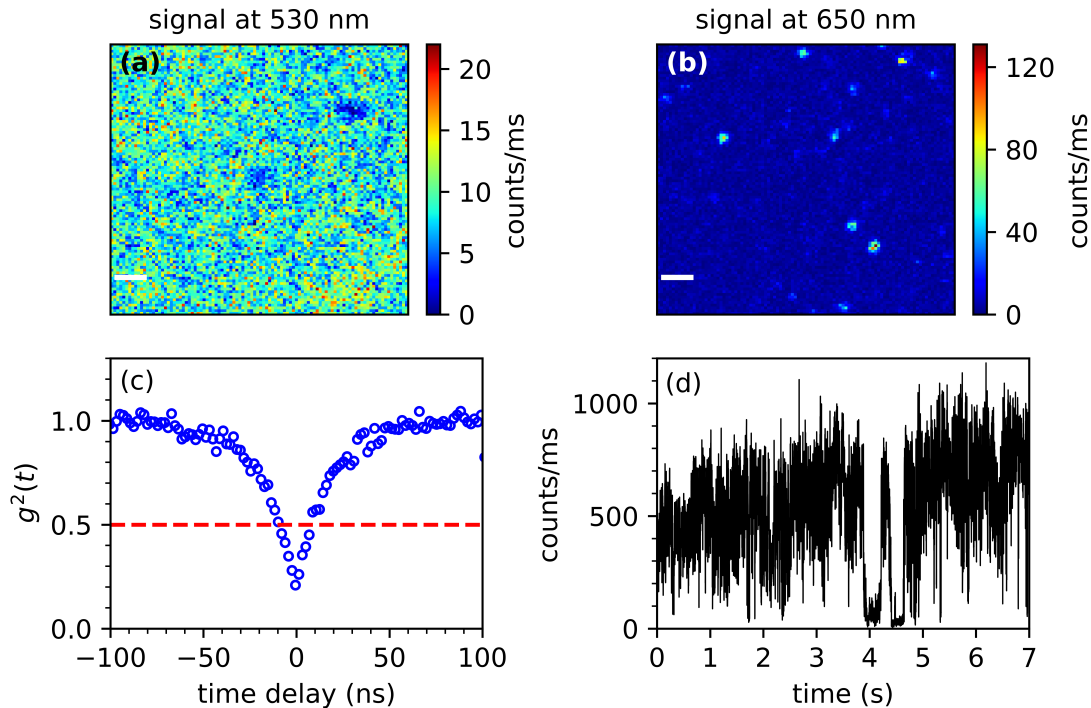 signal at 530 nm
signal at 650 nm
(a)
20
15
10
5
0
counts/ms
(b)
120
80
40
0
counts/ms
(c)
1.0
0.5
0.0
g²(t)
−100 −50 0 50 100
time delay (ns)
(d)
1000
500
0
counts/ms
0 1 2 3 4 5 6 7
time (s)